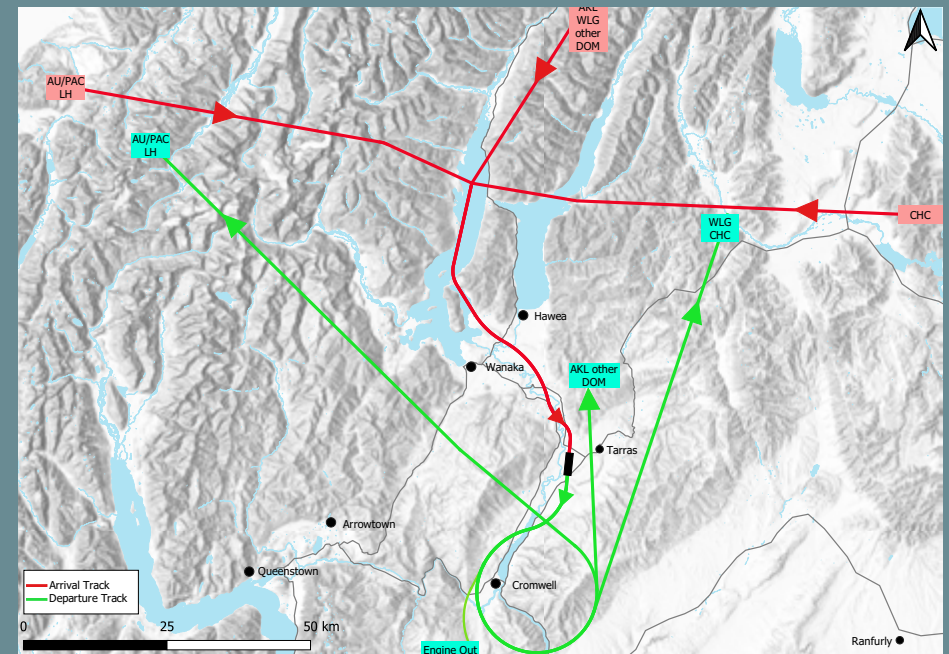 AKL
WLG
other
DOM
AU/PAC
LH
AU/PAC
LH
CHC
WLG
CHC
Hawea
Wanaka
AKL other
DOM
Tarras
Arrowtown
Queenstown
Cromwell
Arrival Track
Departure Track
0 25 50 km
Engine Out
Ranfurly